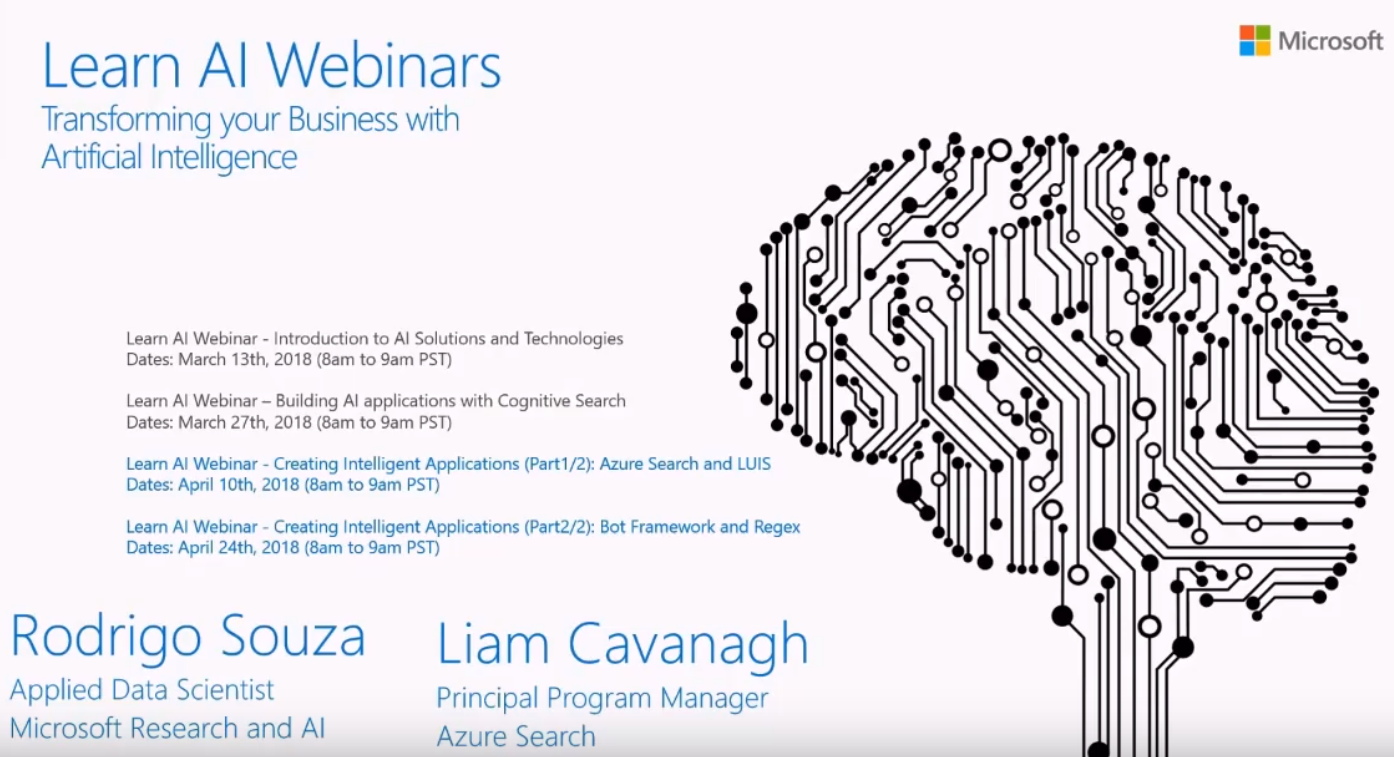 Learn AI Webinars
Transforming your Business with
Artificial Intelligence
Microsoft
Learn AI Webinar - Introduction to AI Solutions and Technologies
Dates: March 13th, 2018 (8am to 9am PST)
Learn AI Webinar – Building AI applications with Cognitive Search
Dates: March 27th, 2018 (8am to 9am PST)
Learn AI Webinar - Creating Intelligent Applications (Part1/2): Azure Search and LUIS
Dates: April 10th, 2018 (8am to 9am PST)
Learn AI Webinar - Creating Intelligent Applications (Part2/2): Bot Framework and Regex
Dates: April 24th, 2018 (8am to 9am PST)
Rodrigo Souza
Applied Data Scientist
Microsoft Research and AI
Liam Cavanagh
Principal Program Manager
Azure Search